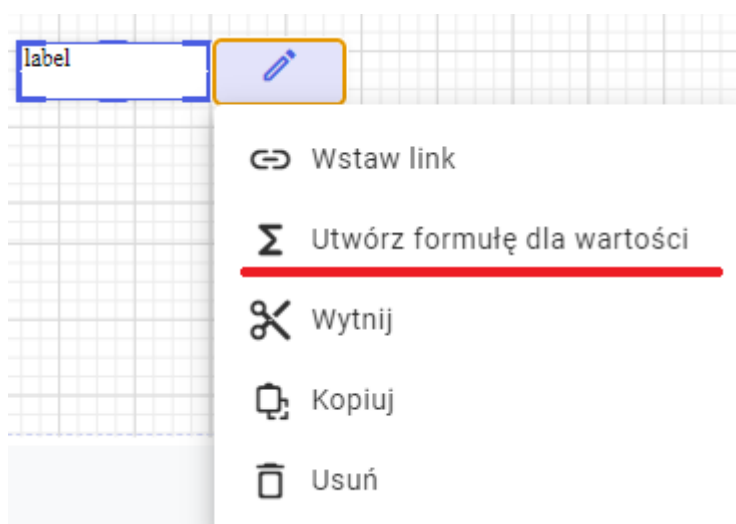 label
Wstaw link
Utwórz formułę dla wartości
Wytnij
Kopiuj
Usuń